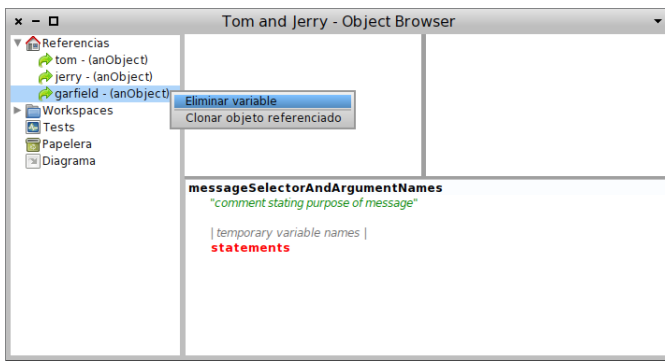 Tom and Jerry - Object Browser
Referencias
tom - (anObject)
jerry - (anObject)
garfield - (anObject)
Eliminar variable
Clonar objeto referenciado
Workspaces
Tests
Papelera
Diagrama
messageSelectorAndArgumentNames
"comment stating purpose of message"
| temporary variable names |
statements